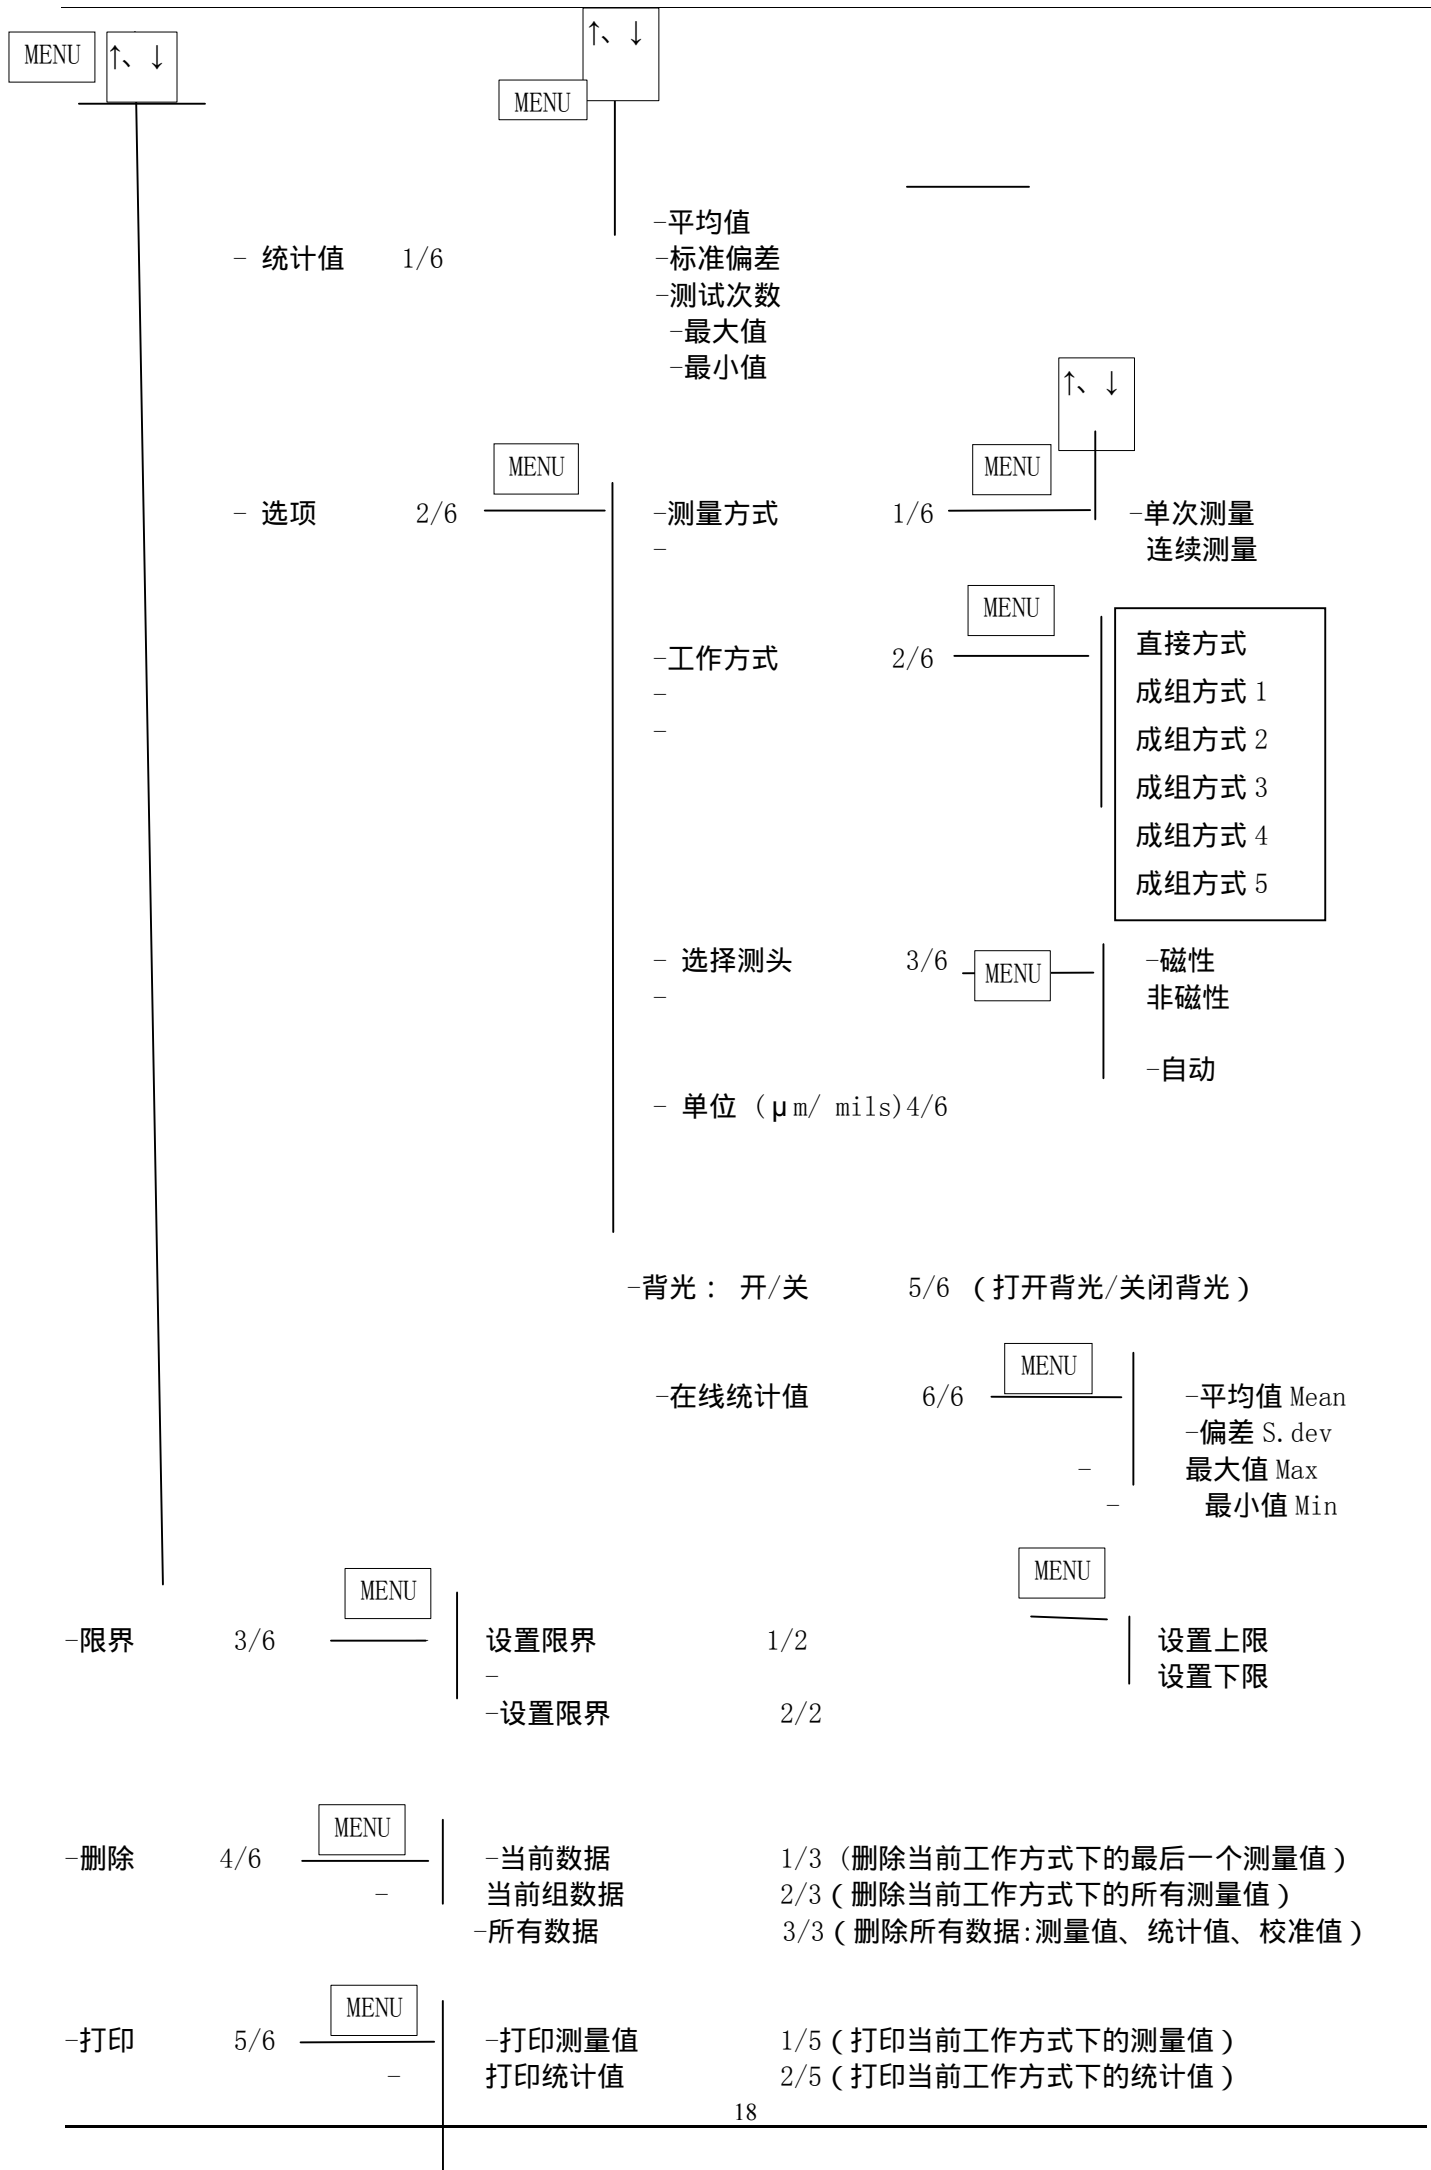 ↑、↓
MENU ↑、↓
MENU
-平均值
- 统计值 1/6 -标准偏差
-测试次数
-最大值
-最小值
↑、↓
MENU MENU
- 选项 2/6 -测量方式 1/6 -单次测量
- 连续测量
MENU
直接方式
-工作方式 2/6
- 成组方式 1
- 成组方式 2
成组方式 3
成组方式 4
成组方式 5
- 选择测头 3/6 MENU -磁性
- 非磁性
-自动
- 单位 (μm/ mils)4/6
-背光： 开/关 5/6 （打开背光/关闭背光）
MENU
-在线统计值 6/6 -平均值 Mean
-偏差 S.dev
- 最大值 Max
- 最小值 Min
MENU MENU
-限界 3/6 设置限界 1/2 设置上限
- 设置下限
-设置限界 2/2
MENU
-删除 4/6 -当前数据 1/3 (删除当前工作方式下的最后一个测量值）
- 当前组数据 2/3（删除当前工作方式下的所有测量值）
-所有数据 3/3（删除所有数据:测量值、统计值、校准值）
MENU
-打印 5/6 -打印测量值 1/5（打印当前工作方式下的测量值）
- 打印统计值 2/5（打印当前工作方式下的统计值）
18